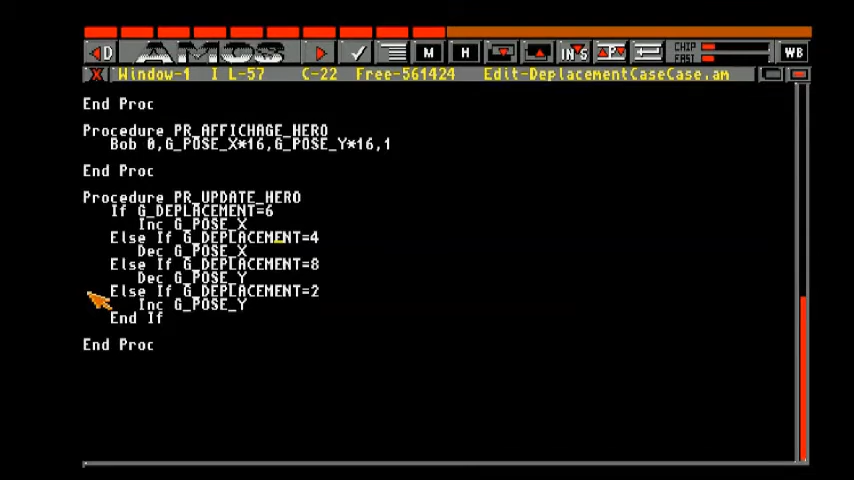 D AMOS M H INS P CHIP FAST WB
X Window-1 I L-57 C-22 Free-561424 Edit-DeplacementCaseCase.am
End Proc
Procedure PR_AFFICHAGE_HERO
Bob 0,G_POSE_X*16,G_POSE_Y*16,1
End Proc
Procedure PR_UPDATE_HERO
If G_DEPLACEMENT=6
Inc G_POSE_X
Else If G_DEPLACEMENT=4
Dec G_POSE_X
Else If G_DEPLACEMENT=8
Dec G_POSE_Y
Else If G_DEPLACEMENT=2
Inc G_POSE_Y
End If
End Proc